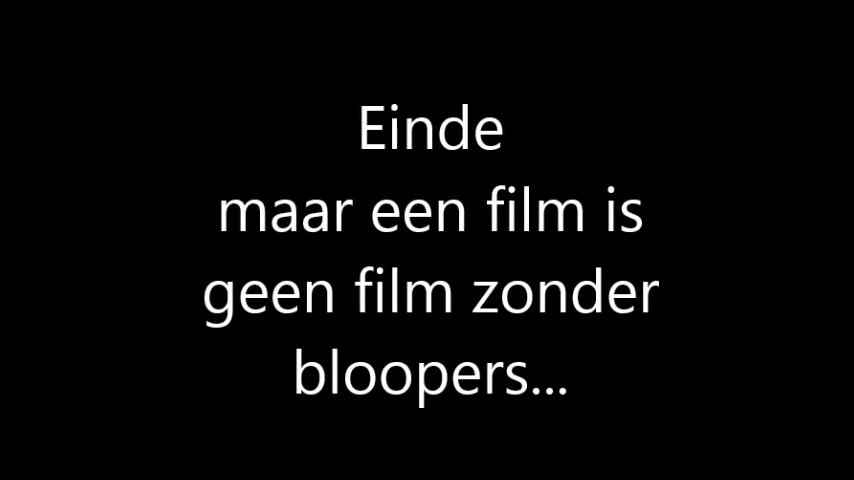 Einde
maar een film is
geen film zonder
bloopers...